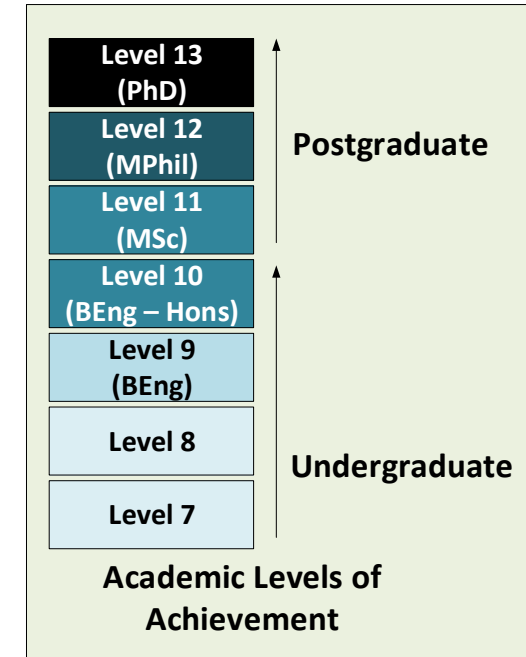 Level 13
(PhD)
Level 12
(MPhil)
Postgraduate
Level 11
(MSc)
Level 10
(BEng – Hons)
Level 9
(BEng)
Level 8
Undergraduate
Level 7
Academic Levels of
Achievement